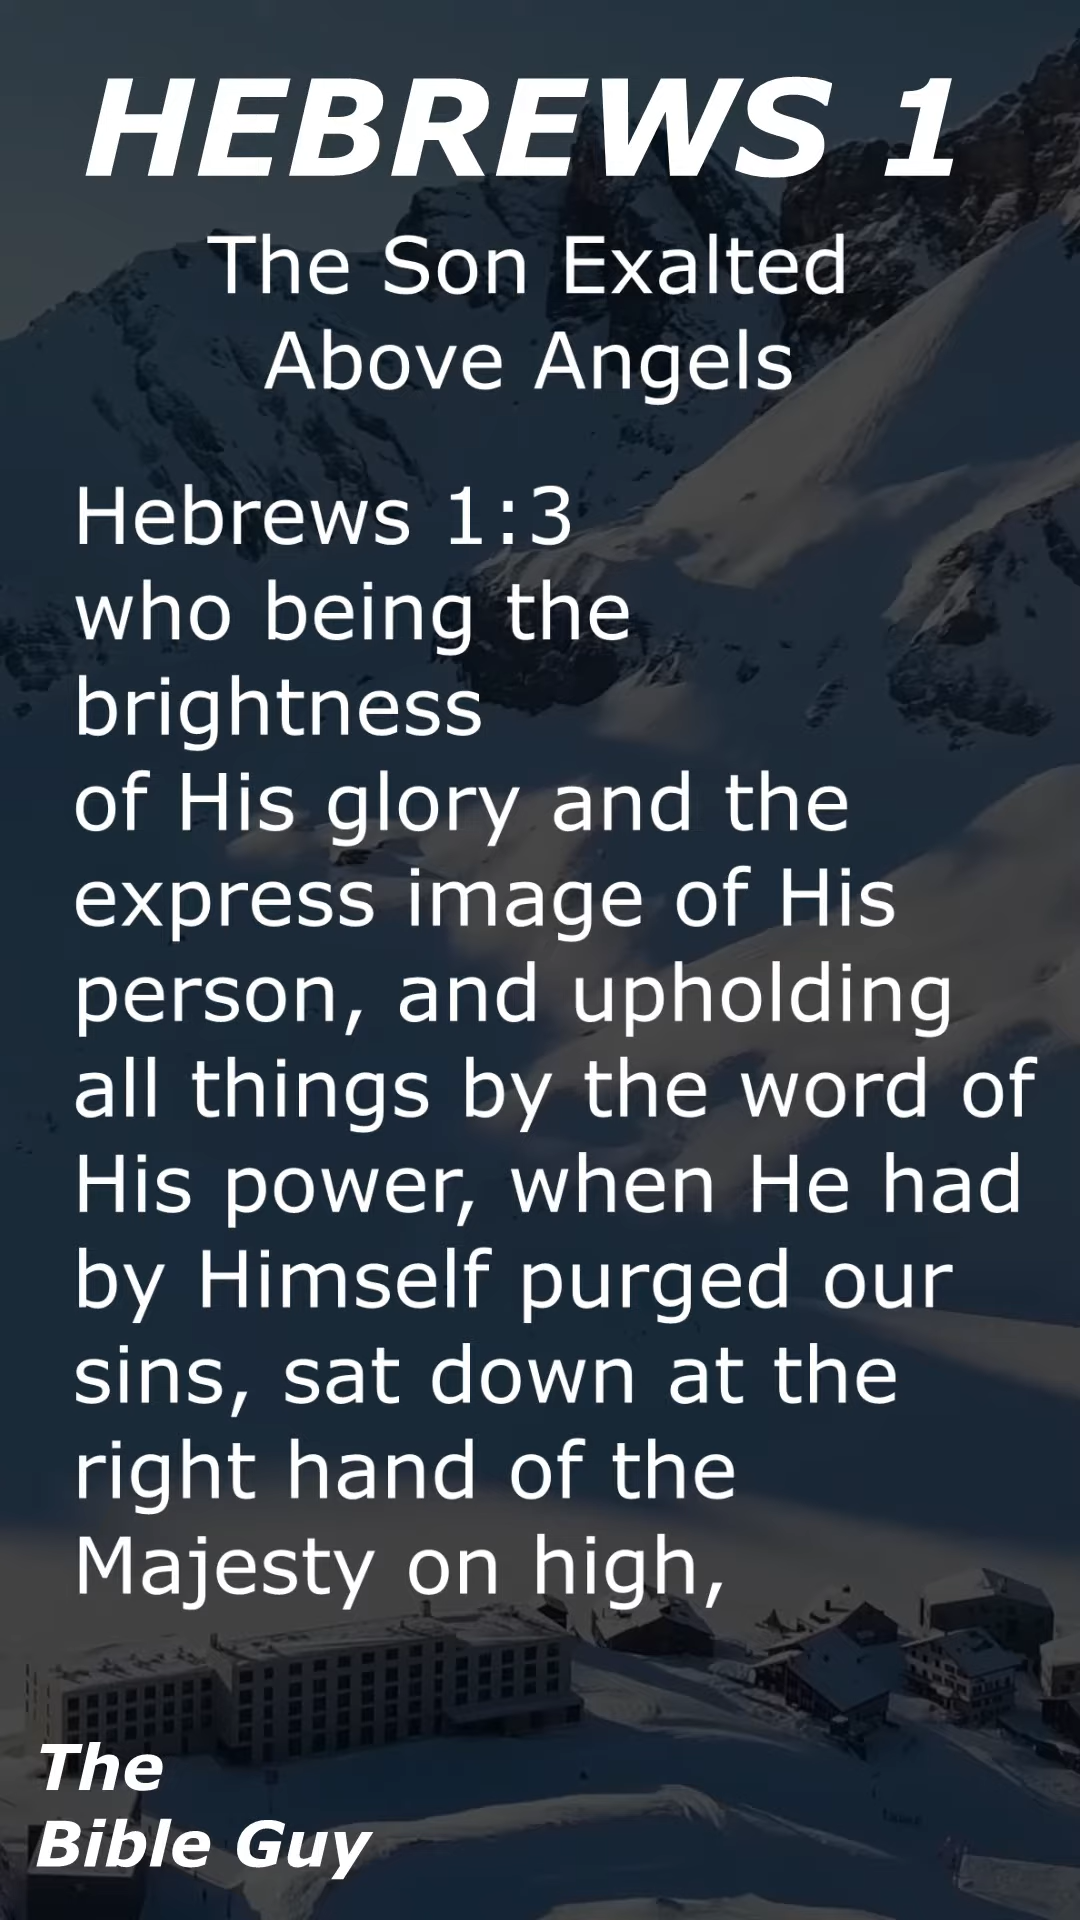 HEBREWS 1
The Son Exalted
Above Angels
Hebrews 1:3
who being the
brightness
of His glory and the
express image of His
person, and upholding
all things by the word of
His power, when He had
by Himself purged our
sins, sat down at the
right hand of the
Majesty on high,
The
Bible Guy